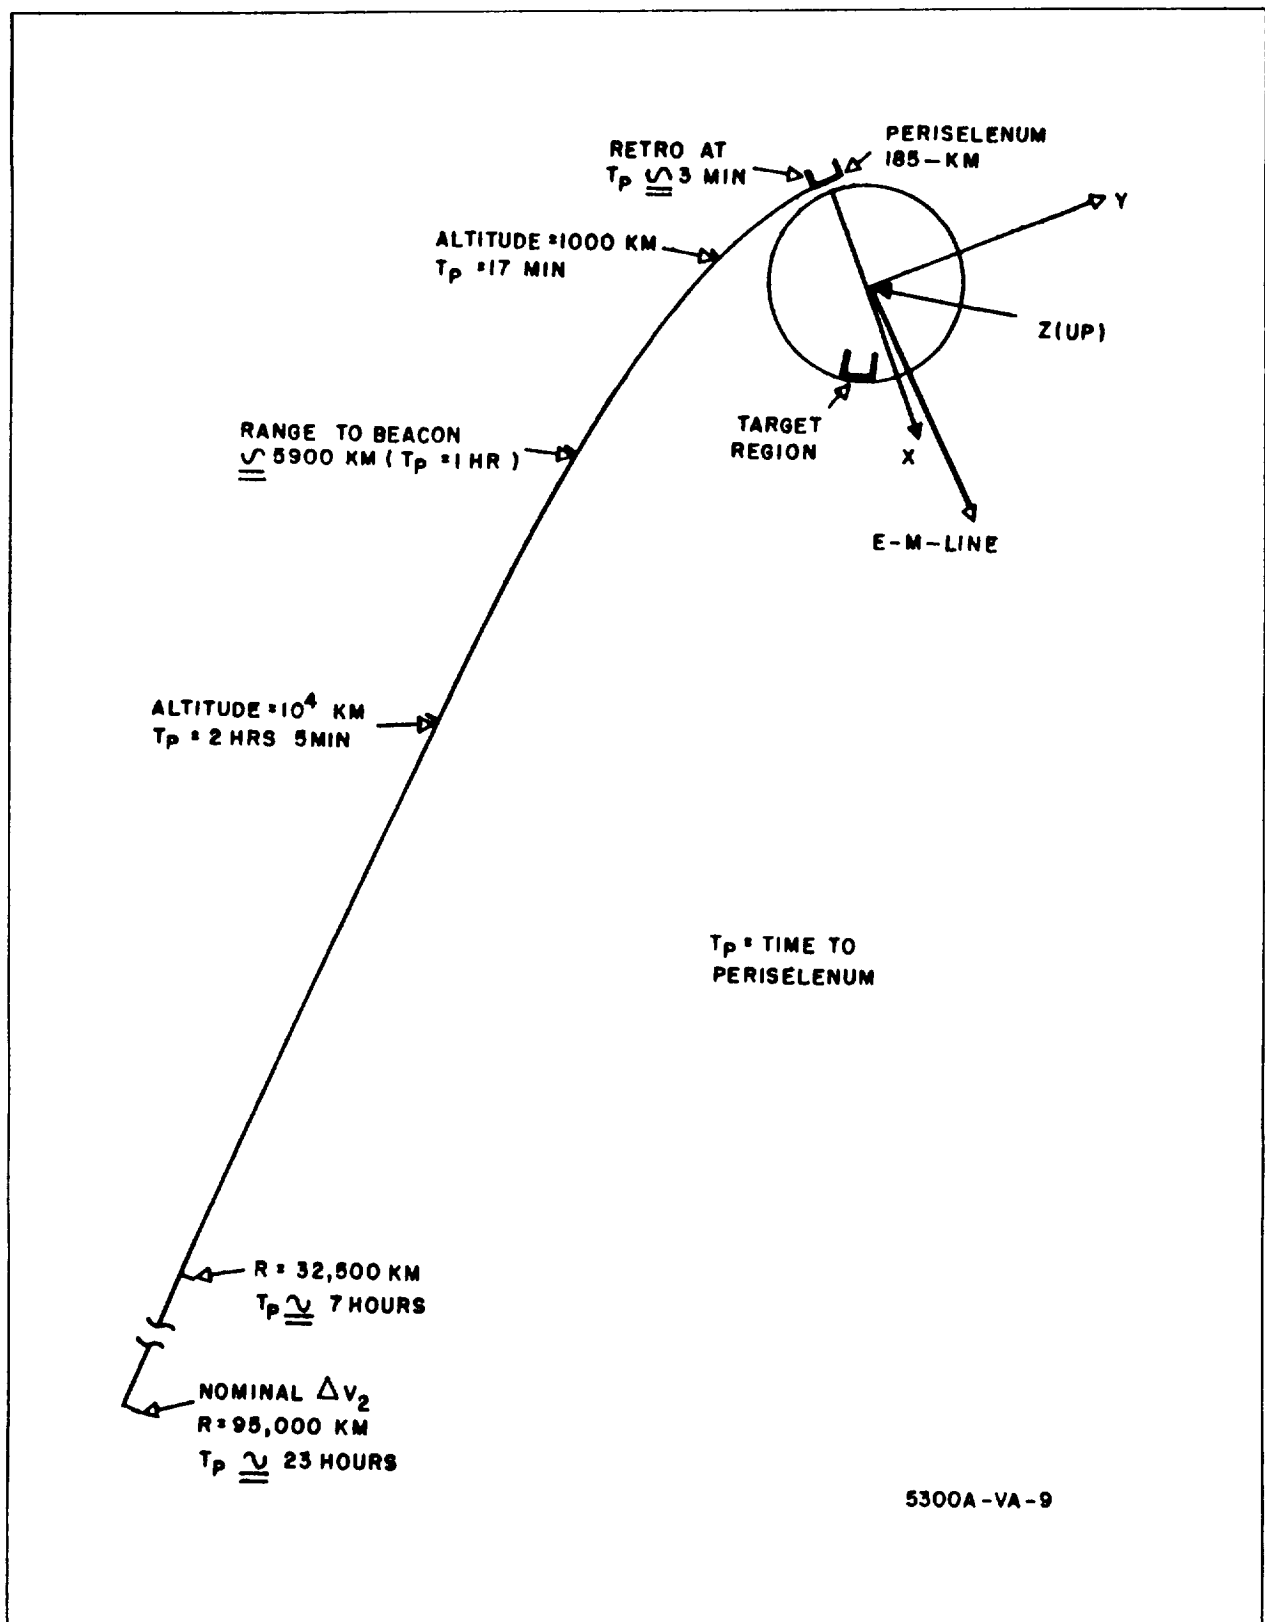 PERISELENUM
185-KM
RETRO AT
Tp ≅ 3 MIN
Y
ALTITUDE = 1000 KM
Tp = 17 MIN
Z(UP)
TARGET
REGION
X
RANGE TO BEACON
≅ 5900 KM (Tp = 1 HR)
E-M-LINE
ALTITUDE = 10⁴ KM
Tp = 2 HRS 5 MIN
Tp = TIME TO
PERISELENUM
R = 32,500 KM
Tp ≅ 7 HOURS
NOMINAL ΔV₂
R = 95,000 KM
Tp ≅ 23 HOURS
5300A-VA-9